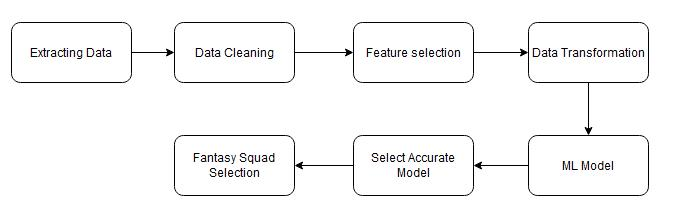 Extracting Data
Data Cleaning
Feature selection
Data Transformation
ML Model
Select Accurate
Model
Fantasy Squad
Selection